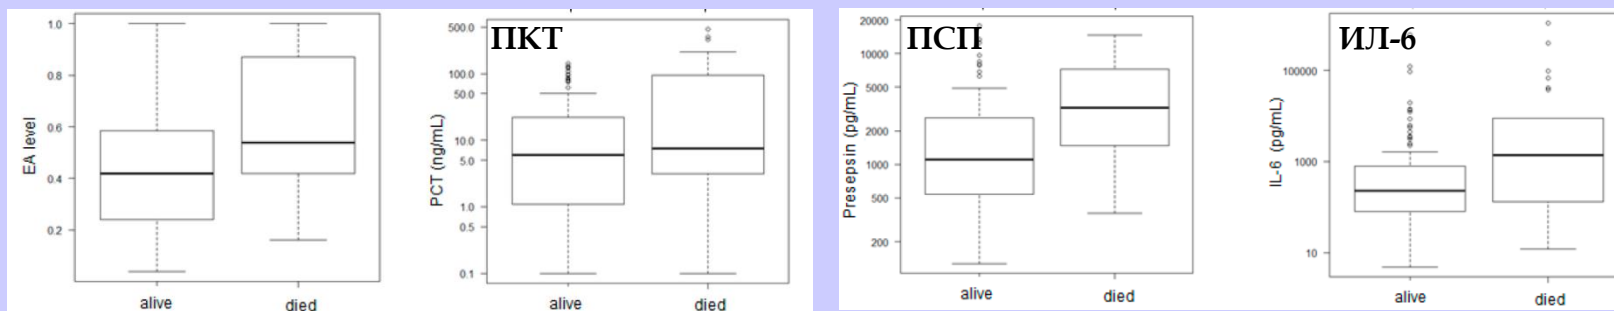 EA level
1.0
0.8
0.6
0.4
0.2
alive
died
ПКТ
PCT (ng/mL)
500.0
100.0
50.0
10.0
5.0
1.0
0.5
0.1
alive
died
ПСП
Presepsin (pg/mL)
20000
10000
5000
2000
1000
500
200
alive
died
ИЛ-6
IL-6 (pg/mL)
100000
1000
10
alive
died